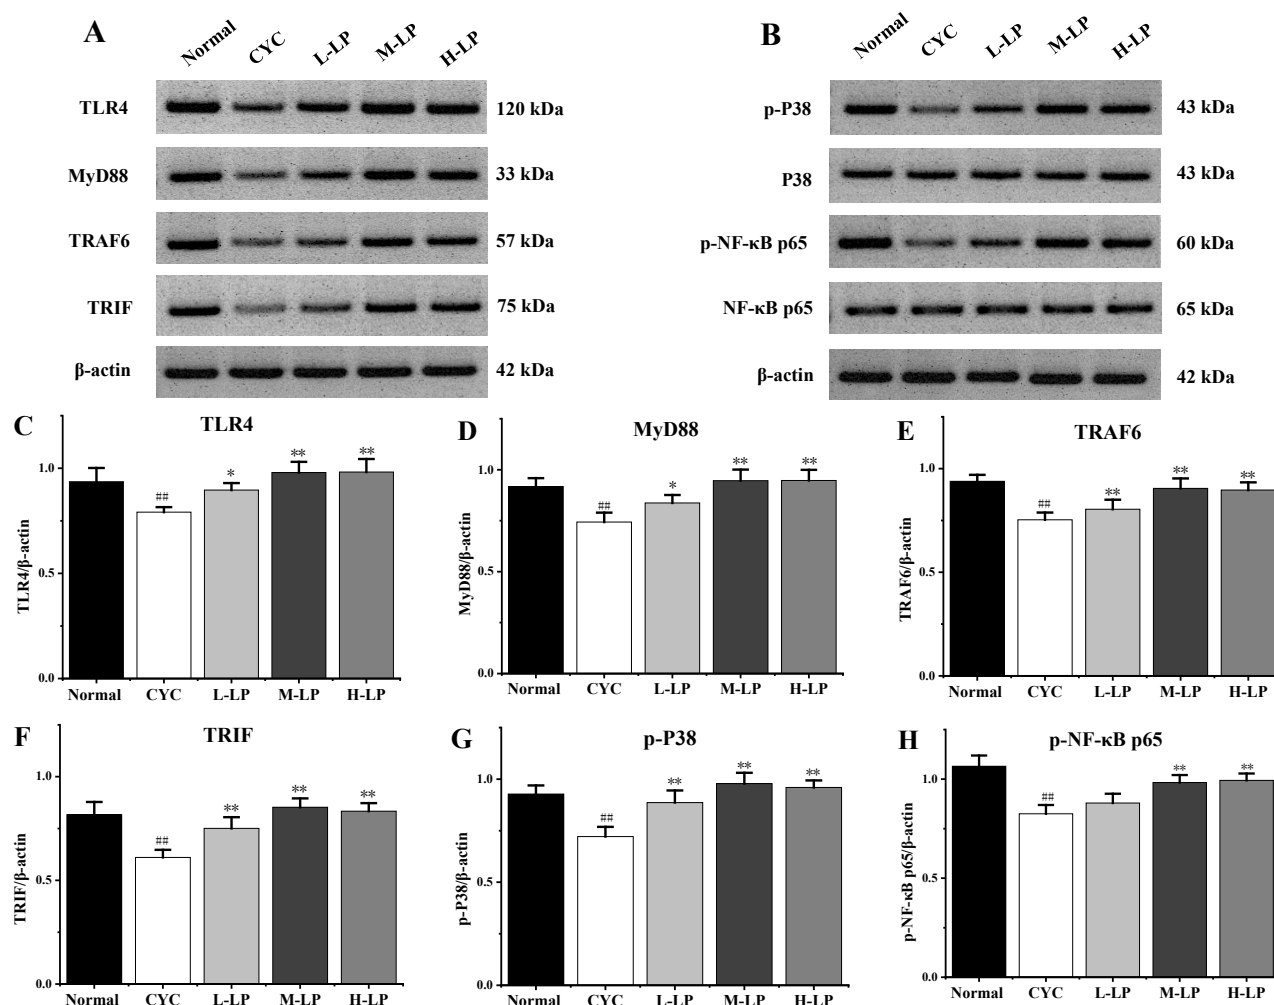 A
Normal CYC L-LP M-LP H-LP
TLR4 120 kDa
MyD88 33 kDa
TRAF6 57 kDa
TRIF 75 kDa
β-actin 42 kDa
B
Normal CYC L-LP M-LP H-LP
p-P38 43 kDa
P38 43 kDa
p-NF-κB p65 60 kDa
NF-κB p65 65 kDa
β-actin 42 kDa
C
TLR4
TLR4/β-actin
1.0
0.5
0.0
## * ** **
Normal CYC L-LP M-LP H-LP
D
MyD88
MyD88/β-actin
1.0
0.5
0.0
## * ** **
Normal CYC L-LP M-LP H-LP
E
TRAF6
TRAF6/β-actin
1.0
0.5
0.0
## ** ** **
Normal CYC L-LP M-LP H-LP
F
TRIF
TRIF/β-actin
1.0
0.5
0.0
## ** ** **
Normal CYC L-LP M-LP H-LP
G
p-P38
p-P38/β-actin
1.0
0.5
0.0
## ** ** **
Normal CYC L-LP M-LP H-LP
H
p-NF-κB p65
p-NF-κB p65/β-actin
1.0
0.5
0.0
## ** **
Normal CYC L-LP M-LP H-LP